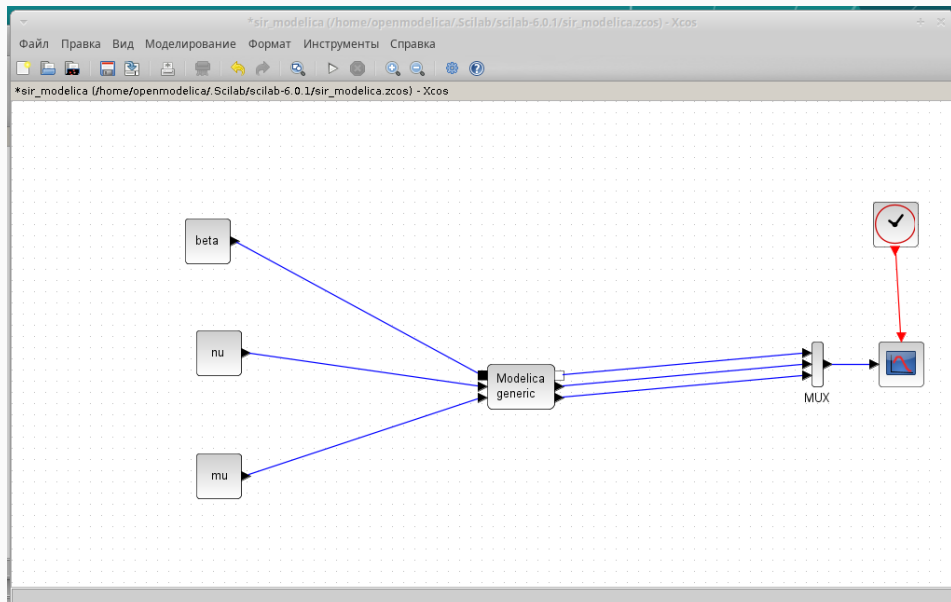 *sir_modelica (/home/openmodelica/.Scilab/scilab-6.0.1/sir_modelica.zcos) - Xcos
Файл Правка Вид Моделирование Формат Инструменты Справка
*sir_modelica (/home/openmodelica/.Scilab/scilab-6.0.1/sir_modelica.zcos) - Xcos
beta
nu
Modelica
generic
MUX
mu